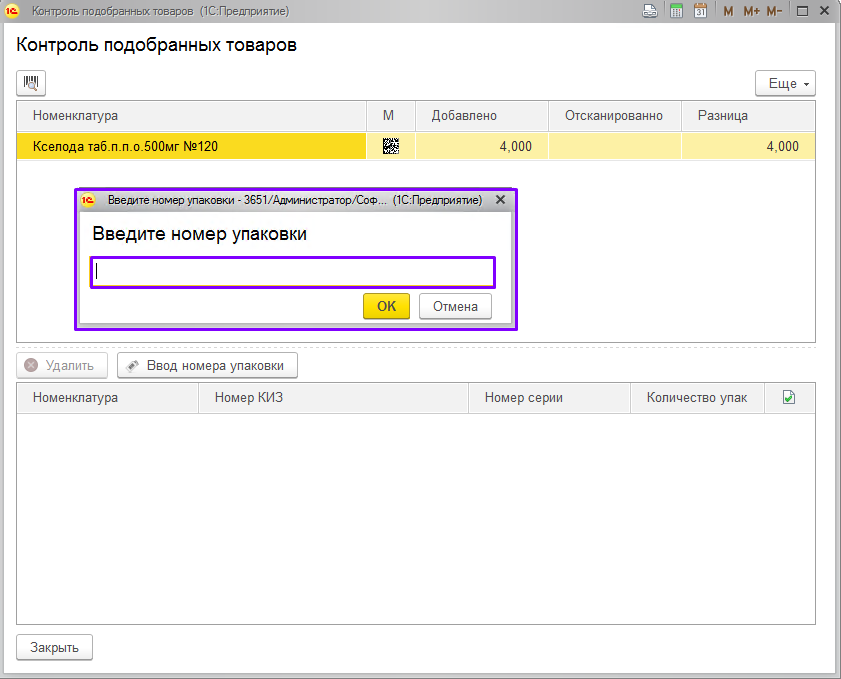 Контроль подобранных товаров (1С:Предприятие)
31 M M+ M-
Контроль подобранных товаров
Еще
Номенклатура М Добавлено Отсканированно Разница
Кселода таб.п.п.о.500мг №120 4,000 4,000
Введите номер упаковки - 3651/Администратор/Соф... (1С:Предприятие)
Введите номер упаковки
OK Отмена
Удалить Ввод номера упаковки
Номенклатура Номер КИЗ Номер серии Количество упак
Закрыть